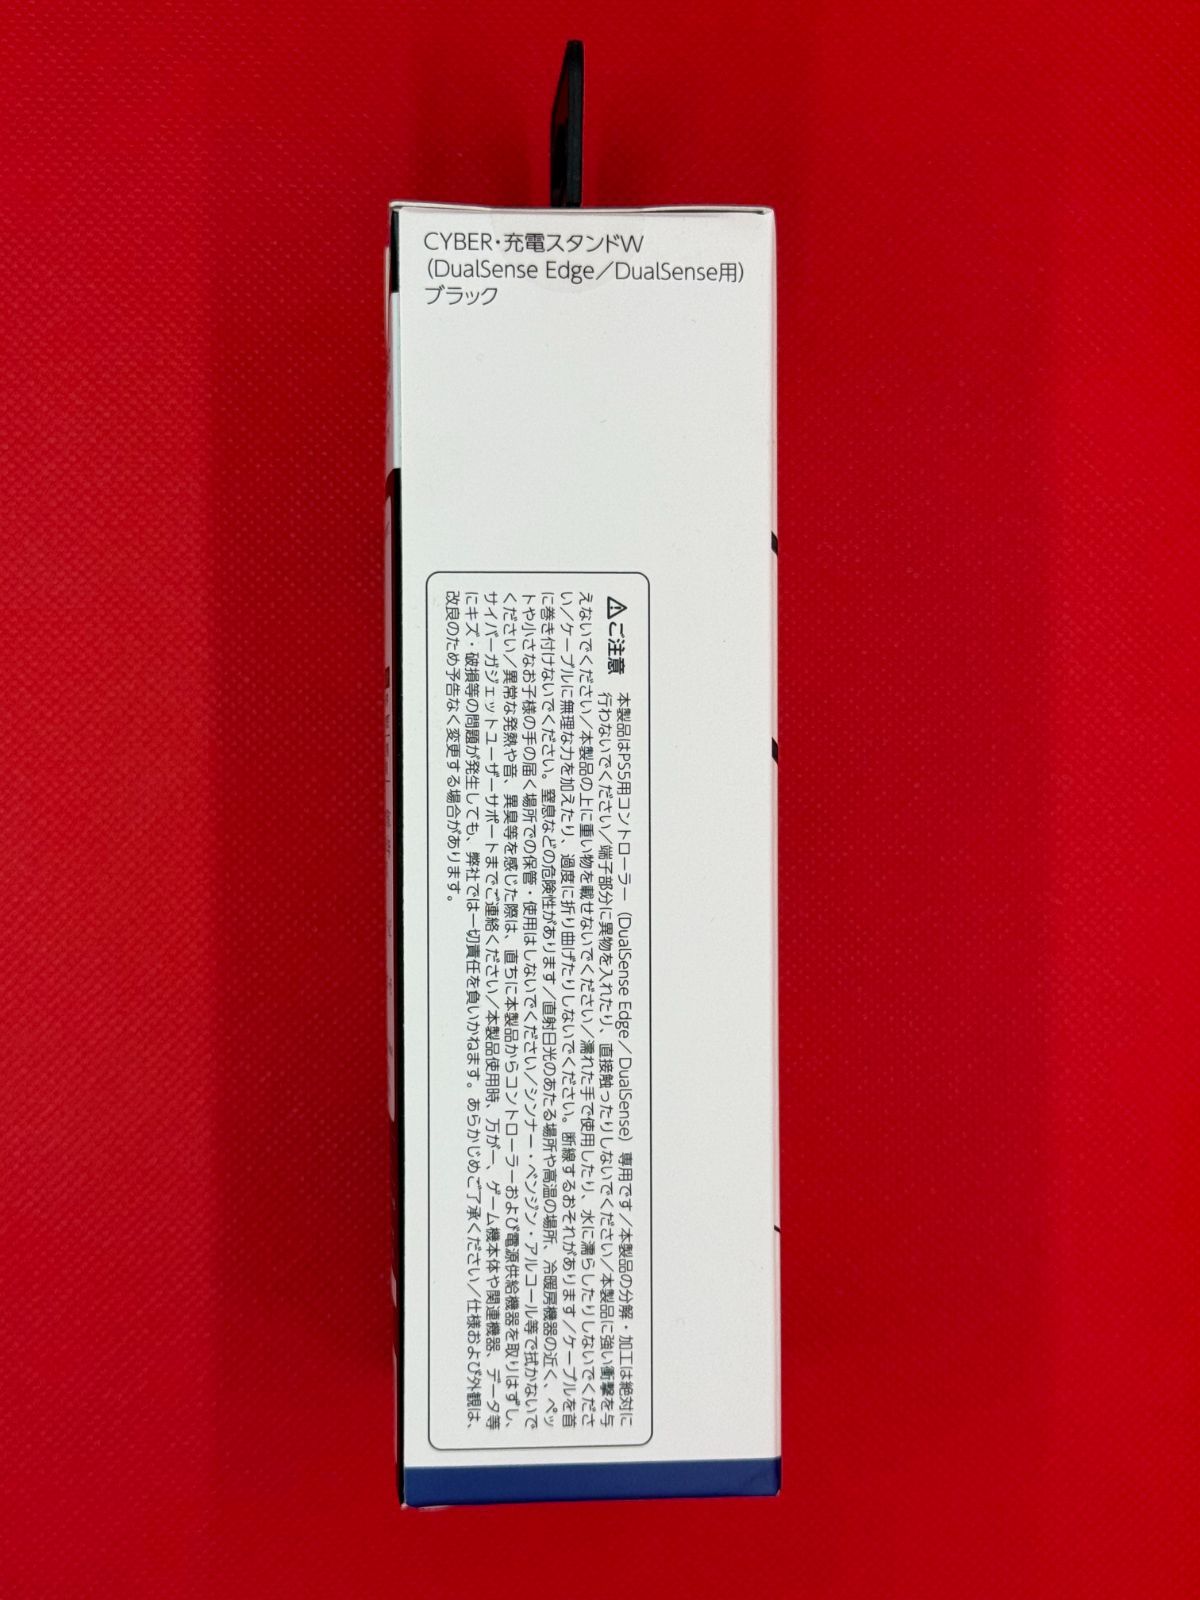 CYBER・充電スタンドW
（DualSense Edge／DualSense用）
ブラック
⚠ご注意 本製品はPS5用コントローラー（DualSense Edge／DualSense）専用です／本製品の分解・加工は絶対に
行わないでください／端子部分に異物を入れたり、直接触ったりしないでください／本製品に強い衝撃を与
えないでください／本製品の上に重い物を載せないでください／濡れた手で使用したり、水に濡らしたりしないでくださ
い／ケーブルに無理な力を加えたり、過度に折り曲げたりしないでください。断線するおそれがあります／ケーブルを首
に巻き付けないでください。窒息などの危険性があります／直射日光のあたる場所や高温の場所、冷暖房機器の近く、ペッ
トや小さなお子様の手の届く場所での保管・使用はしないでください／シンナー・ベンジン・アルコール等で拭かないで
ください／異常な発熱や音、異臭等を感じた際は、直ちに本製品からコントローラーおよび電源供給機器を取りはずし、
サイバーガジェットユーザーサポートまでご連絡ください／本製品使用時、万が一、ゲーム機本体や関連機器、データ等
にキズ・破損等の問題が発生しても、弊社では一切責任を負いかねます。あらかじめご了承ください／仕様および外観は、
改良のため予告なく変更する場合があります。